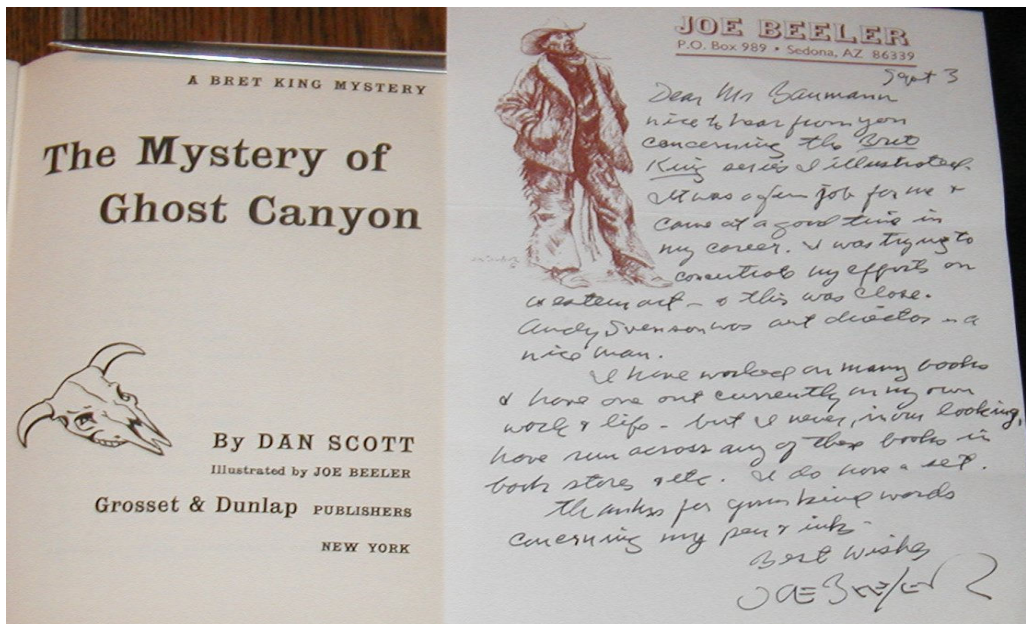 A BRET KING MYSTERY
The Mystery of
Ghost Canyon
By DAN SCOTT
Illustrated by JOE BEELER
Grosset & Dunlap PUBLISHERS
NEW YORK
JOE BEELER
P.O. Box 989 • Sedona, AZ 86339
Sept 3
Dear Mr Baumann
nice to hear from you
concerning the Bret
King series I illustrated.
It was a fun job for me &
came at a good time in
my career. I was trying to
concentrate my efforts on
western art – & this was close.
Andy Svenson was art director – a
nice man.
I have worked on many books
& have one out currently on my own
work & life – but I never, in our looking,
have run across any of these books in
book stores & etc. I do have a set.
Thanks for your kind words
concerning my pen & ink –
Best Wishes
JOE BEELER